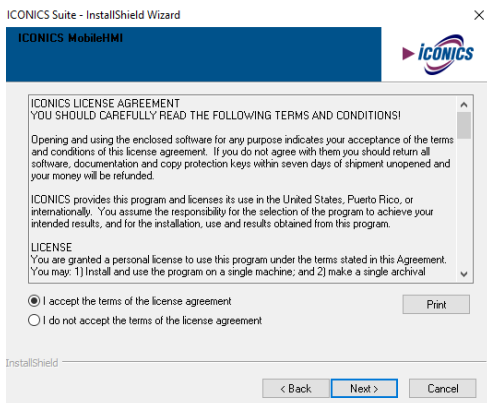 ICONICS Suite - InstallShield Wizard
ICONICS MobileHMI
ICONICS
ICONICS LICENSE AGREEMENT
YOU SHOULD CAREFULLY READ THE FOLLOWING TERMS AND CONDITIONS!
Opening and using the enclosed software for any purpose indicates your acceptance of the terms
and conditions of this license agreement.  If you do not agree with them you should return all
software, documentation and copy protection keys within seven days of shipment unopened and
your money will be refunded.
ICONICS provides this program and licenses its use in the United States, Puerto Rico, or
internationally.  You assume the responsibility for the selection of the program to achieve your
intended results, and for the installation, use and results obtained from this program.
LICENSE
You are granted a personal license to use this program under the terms stated in this Agreement.
You may: 1) Install and use the program on a single machine; and 2) make a single archival
I accept the terms of the license agreement
Print
I do not accept the terms of the license agreement
InstallShield
< Back
Next >
Cancel